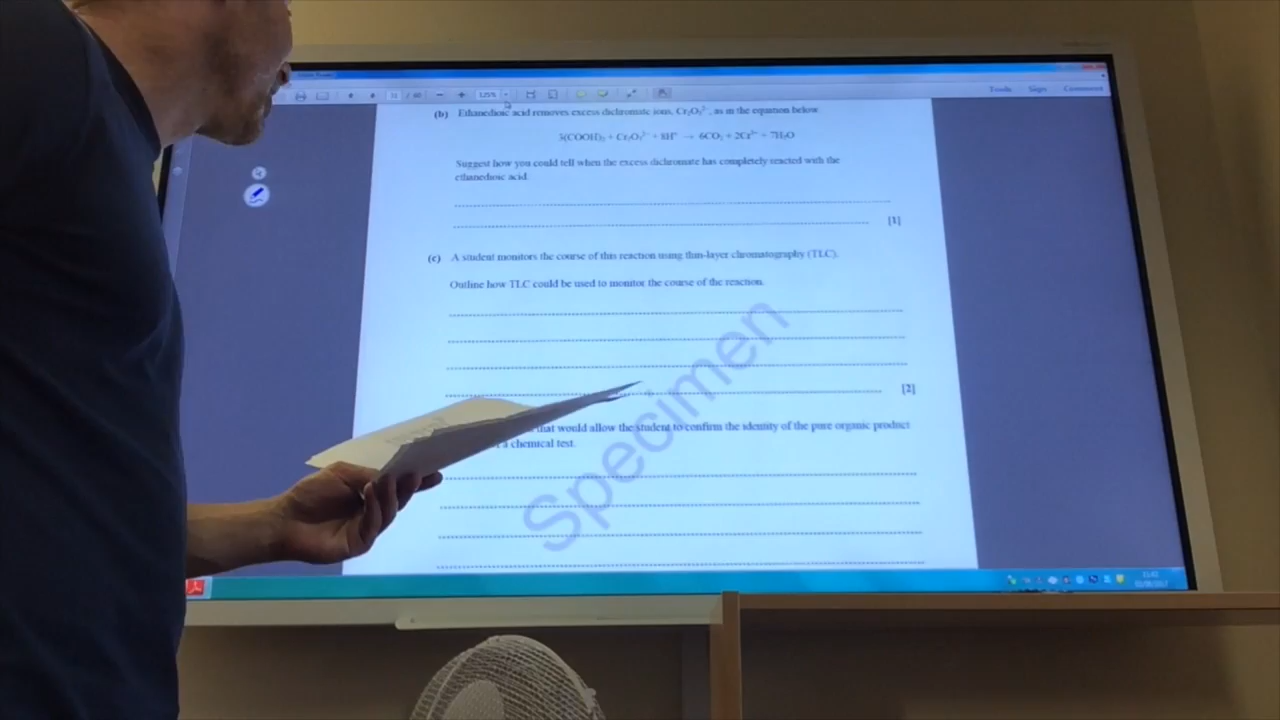 Tools Sign Comment
125%
(b) Ethanedioic acid removes excess dichromate ions, Cr₂O₇²⁻, as in the equation below.
3(COOH)₂ + Cr₂O₇²⁻ + 8H⁺ → 6CO₂ + 2Cr³⁺ + 7H₂O
Suggest how you could tell when the excess dichromate has completely reacted with the
ethanedioic acid.
[1]
(c) A student monitors the course of this reaction using thin-layer chromatography (TLC).
Outline how TLC could be used to monitor the course of the reaction.
[2]
that would allow the student to confirm the identity of the pure organic product
a chemical test.
Specimen